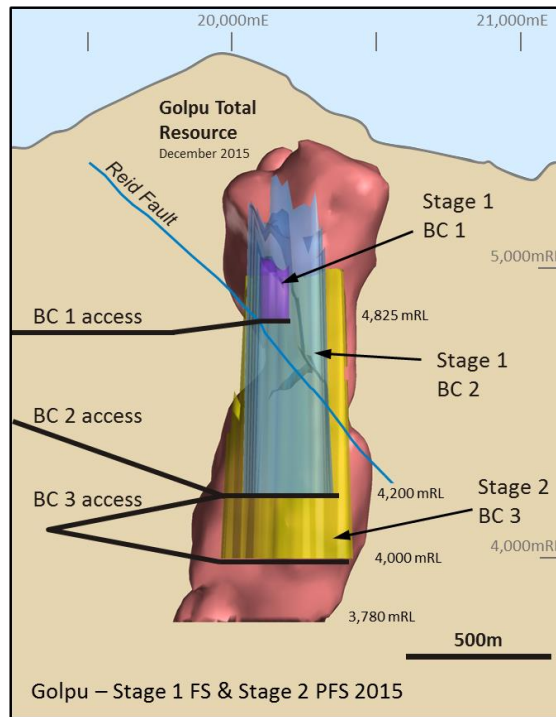 20,000mE
21,000mE
Golpu Total
Resource
December 2015
Reid Fault
Stage 1
BC 1
5,000mRL
BC 1 access
4,825 mRL
Stage 1
BC 2
BC 2 access
4,200 mRL
Stage 2
BC 3
BC 3 access
4,000 mRL
4,000mRL
3,780 mRL
500m
Golpu – Stage 1 FS & Stage 2 PFS 2015